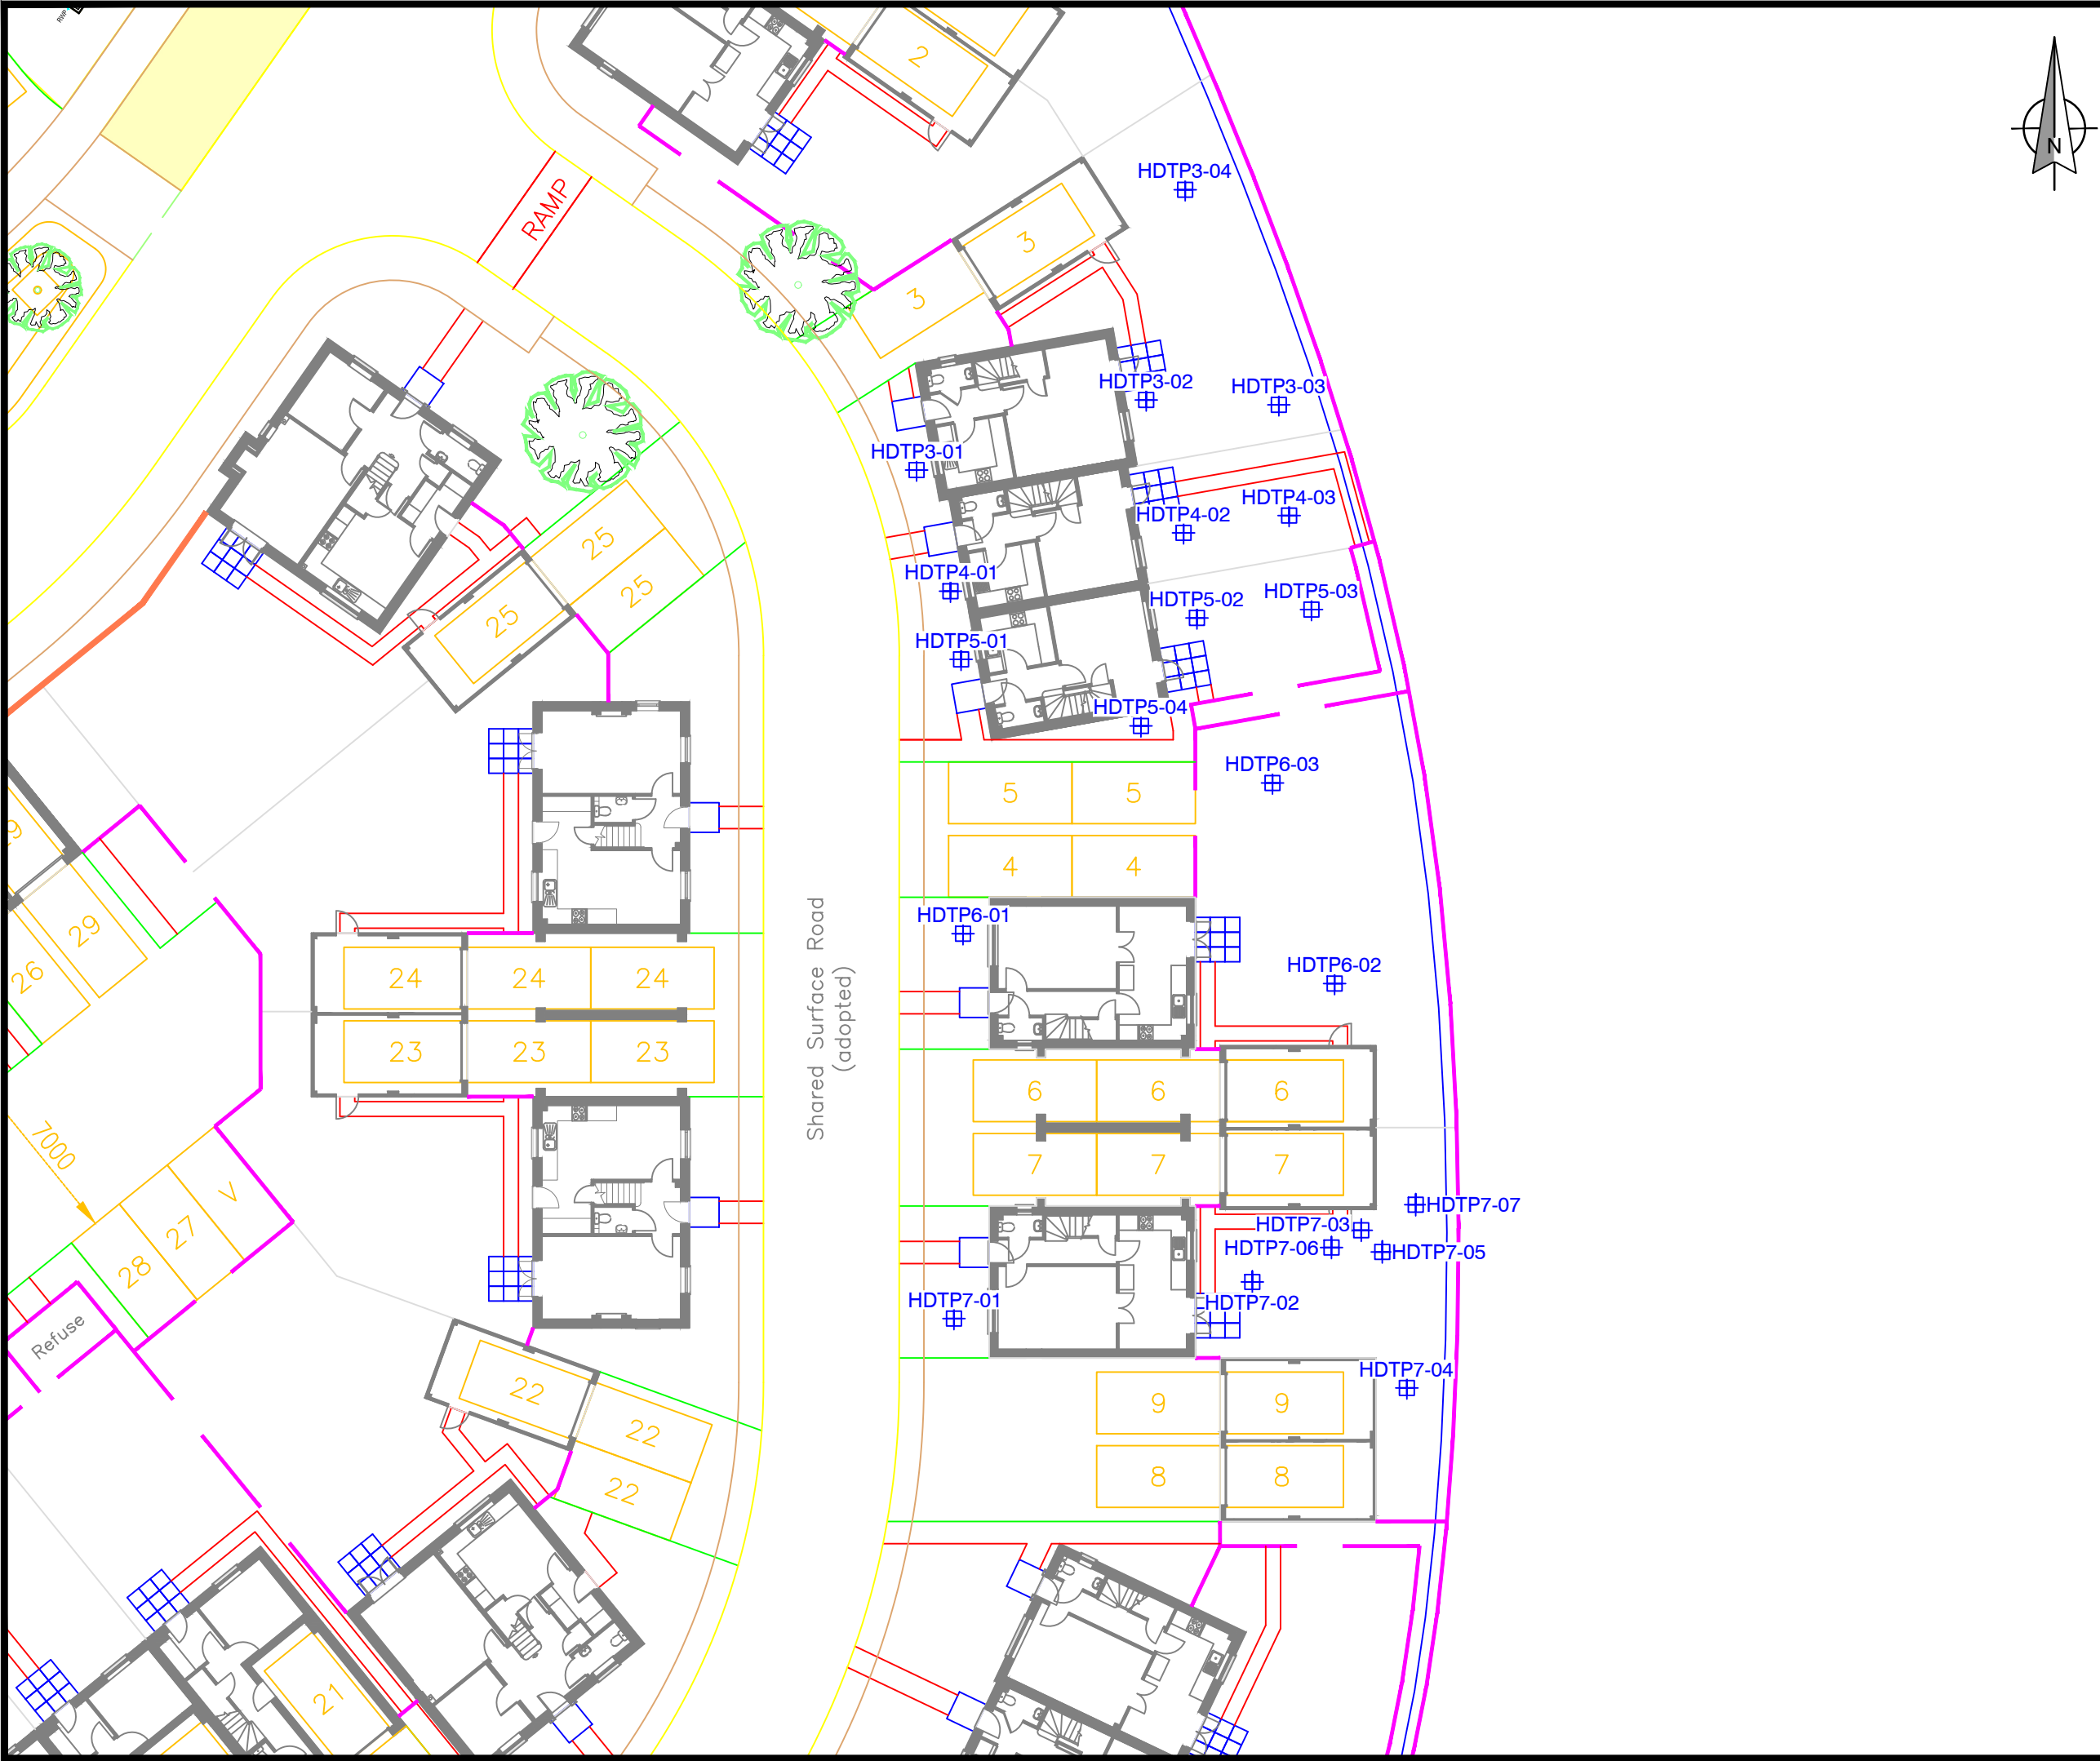 RWP
2
N
HDTP3-04
RAMP
3
3
HDTP3-02
HDTP3-03
HDTP3-01
HDTP4-03
HDTP4-02
25
25
25
HDTP4-01
HDTP5-02
HDTP5-03
HDTP5-01
HDTP5-04
HDTP6-03
5
5
4
4
29
26
HDTP6-01
HDTP6-02
24
24
24
23
23
23
Shared Surface Road
(adopted)
6
6
6
7
7
7
7000
V
27
28
HDTP7-07
HDTP7-03
HDTP7-06
HDTP7-05
HDTP7-01
HDTP7-02
Refuse
HDTP7-04
22
22
22
9
9
8
8
21